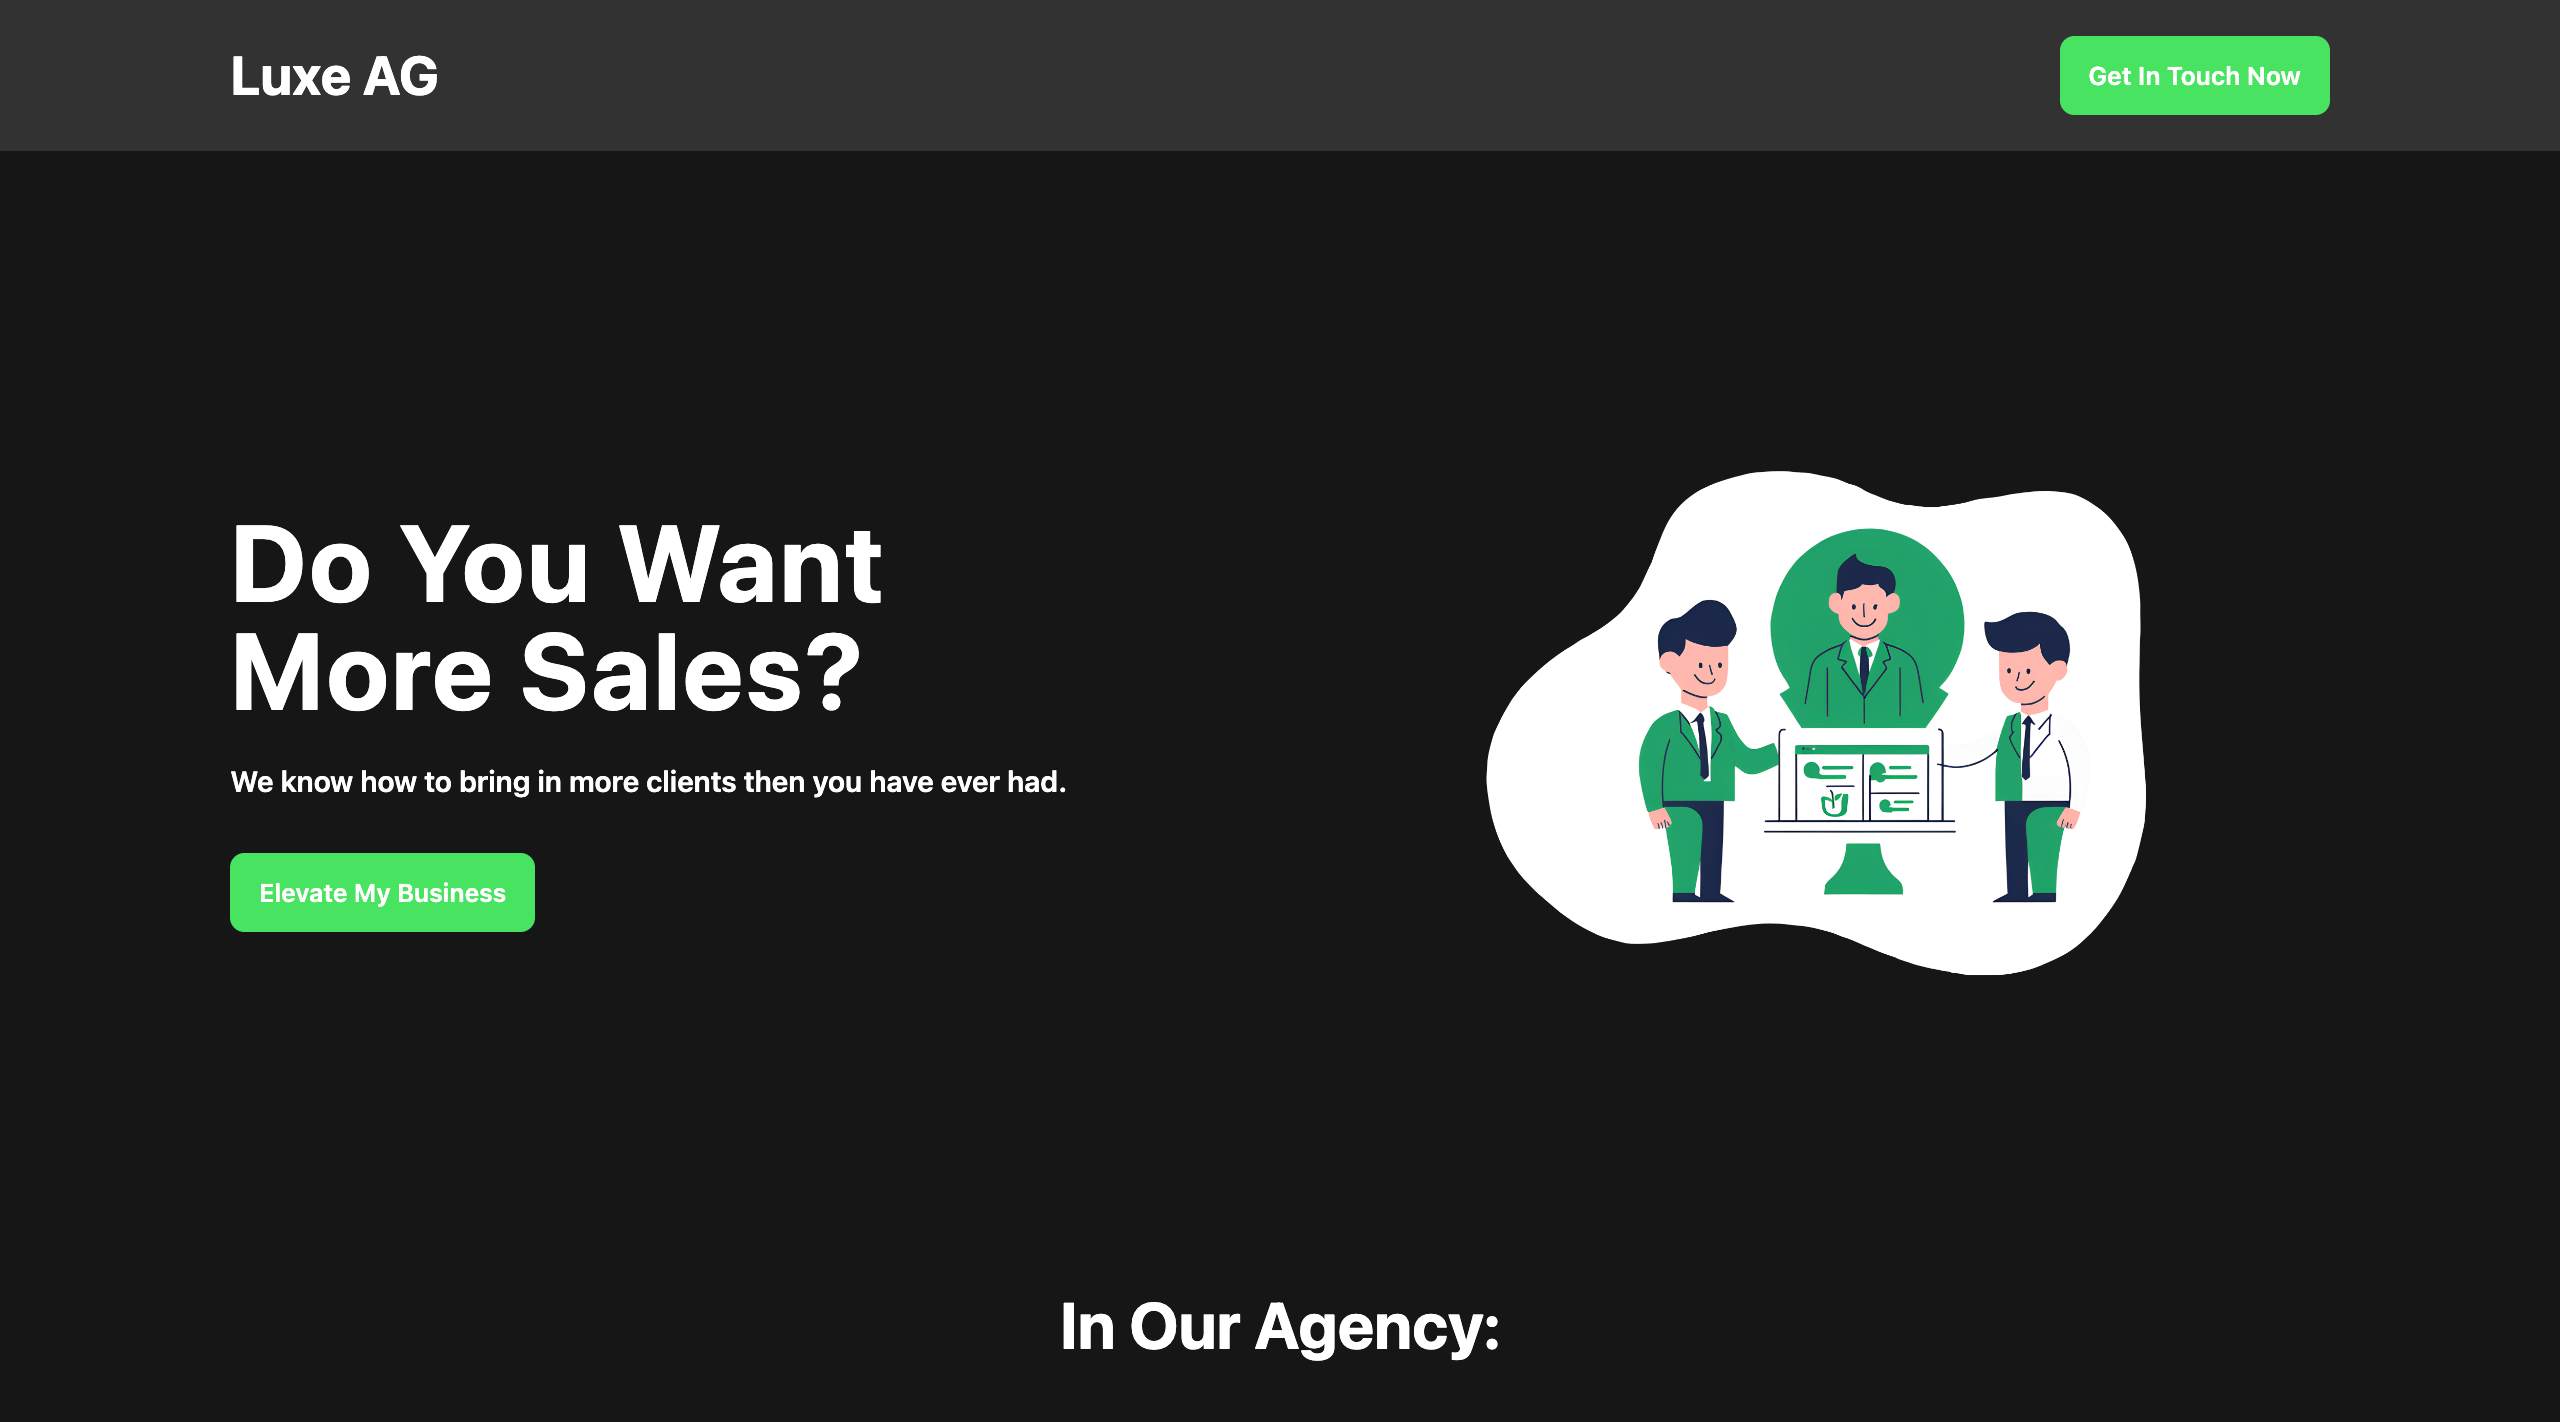 Luxe AG
Get In Touch Now
Do You Want
More Sales?
We know how to bring in more clients then you have ever had.
Elevate My Business
In Our Agency: